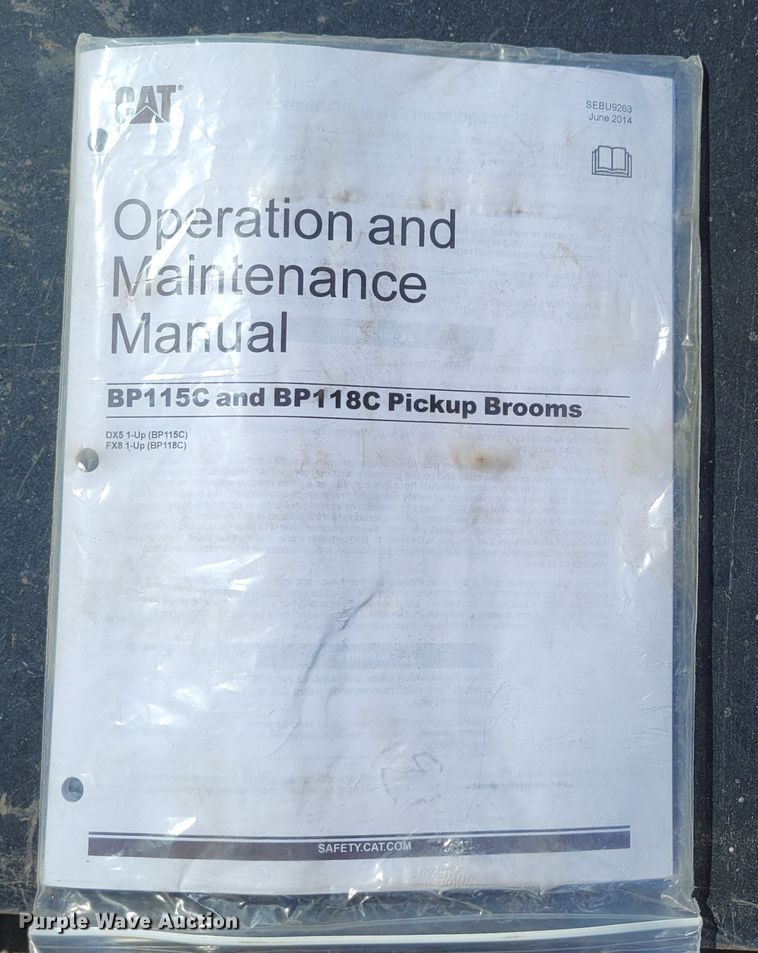 CAT®
SEBU9263
June 2014
Operation and
Maintenance
Manual
BP115C and BP118C Pickup Brooms
DX5 1-Up (BP115C)
FX8 1-Up (BP118C)
SAFETY.CAT.COM
Purple Wave Auction